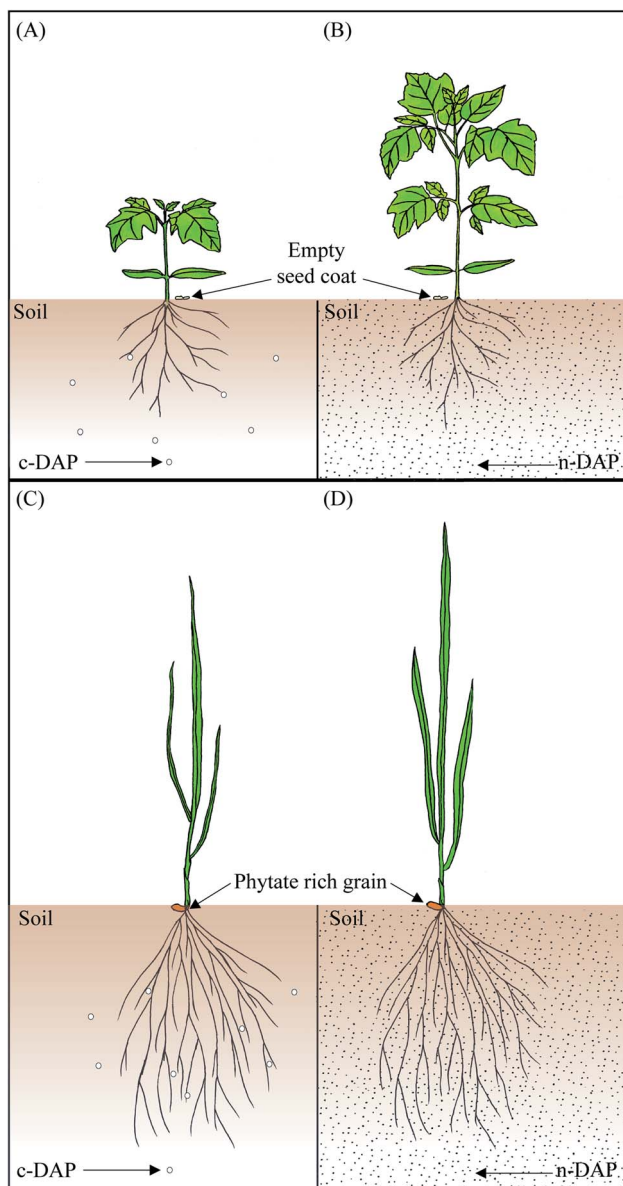 (A)
(B)
Empty
seed coat
Soil
Soil
c-DAP
n-DAP
(C)
(D)
Phytate rich grain
Soil
Soil
c-DAP
n-DAP